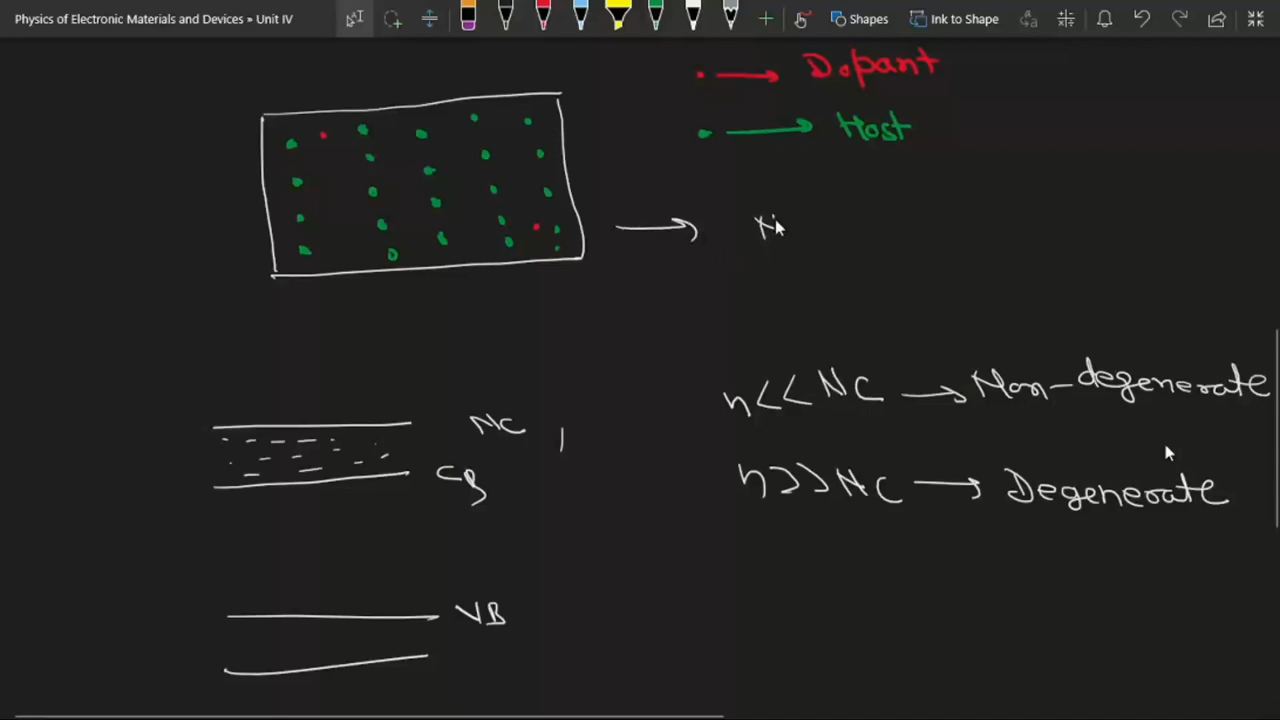 Physics of Electronic Materials and Devices » Unit IV
Shapes
Ink to Shape
Dopant
Host
N
n<<NC → Non-degenerate
NC
CB
n>>NC → Degenerate
VB